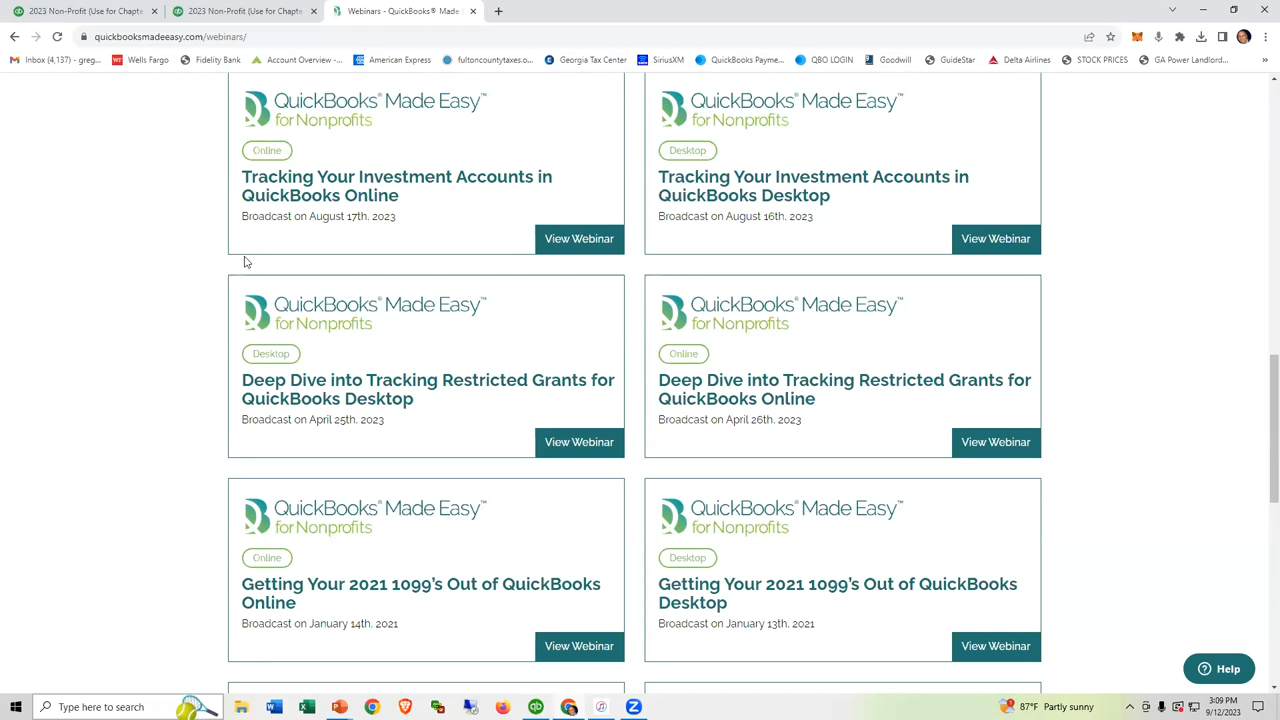 2023 Non-Profit (Use for Chapte
2023 Non-Profit (Use for Chapte
Webinars - QuickBooks® Made
quickbooksmadeeasy.com/webinars/
Inbox (4,137) - greg...
Wells Fargo
Fidelity Bank
Account Overview -...
American Express
fultoncountytaxes.o...
Georgia Tax Center
SiriusXM
QuickBooks Payme...
QBO LOGIN
Goodwill
GuideStar
Delta Airlines
STOCK PRICES
GA Power Landlord...
QuickBooks® Made Easy™
for Nonprofits
Online
Tracking Your Investment Accounts in
QuickBooks Online
Broadcast on August 17th, 2023
View Webinar
QuickBooks® Made Easy™
for Nonprofits
Desktop
Tracking Your Investment Accounts in
QuickBooks Desktop
Broadcast on August 16th, 2023
View Webinar
QuickBooks® Made Easy™
for Nonprofits
Desktop
Deep Dive into Tracking Restricted Grants for
QuickBooks Desktop
Broadcast on April 25th, 2023
View Webinar
QuickBooks® Made Easy™
for Nonprofits
Online
Deep Dive into Tracking Restricted Grants for
QuickBooks Online
Broadcast on April 26th, 2023
View Webinar
QuickBooks® Made Easy™
for Nonprofits
Online
Getting Your 2021 1099's Out of QuickBooks
Online
Broadcast on January 14th, 2021
View Webinar
QuickBooks® Made Easy™
for Nonprofits
Desktop
Getting Your 2021 1099's Out of QuickBooks
Desktop
Broadcast on January 13th, 2021
View Webinar
Help
Type here to search
87°F Partly sunny
3:09 PM
9/12/2023